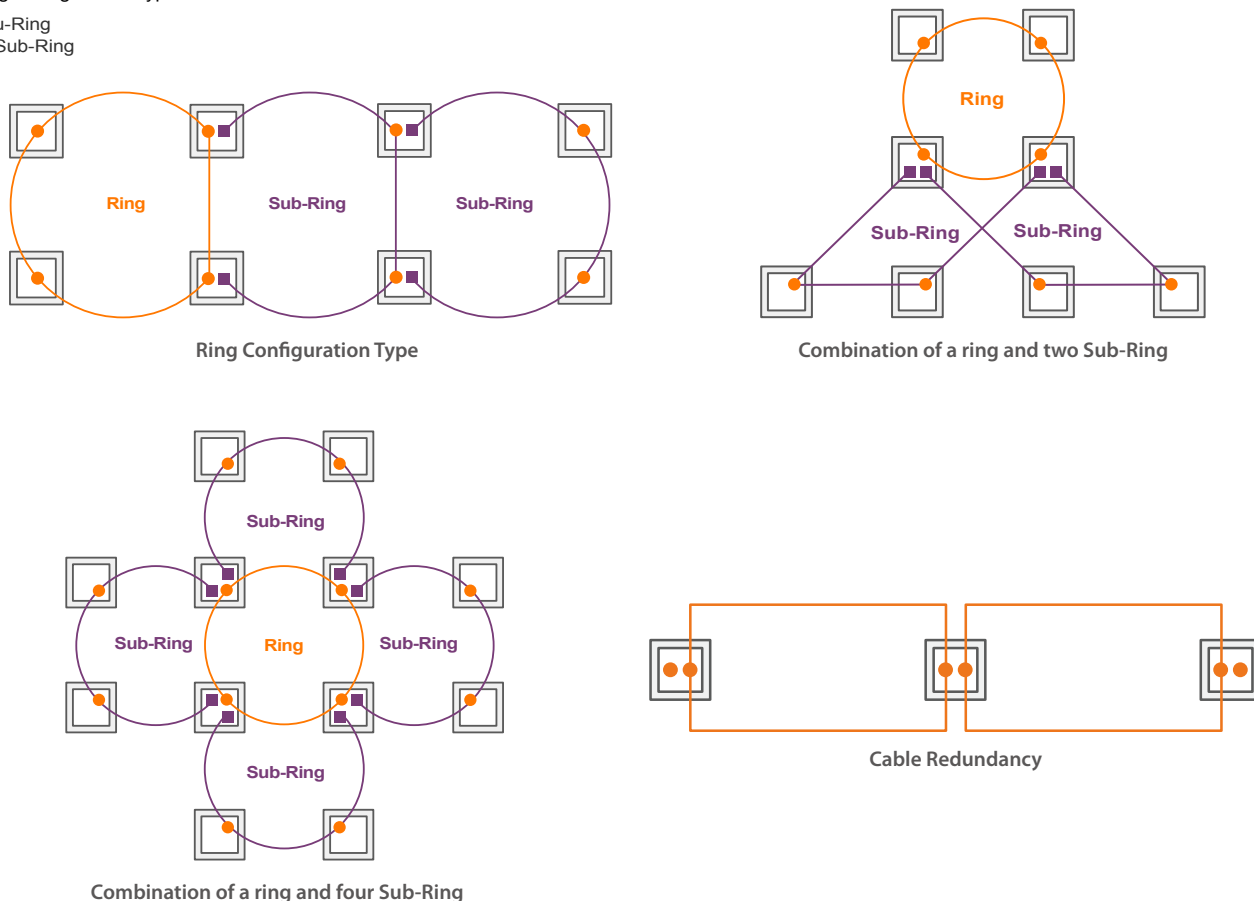 Sub-Ring
Ring
Ring
Sub-Ring
Sub-Ring
Sub-Ring
Sub-Ring
Ring Configuration Type
Combination of a ring and two Sub-Ring
Sub-Ring
Sub-Ring
Ring
Sub-Ring
Sub-Ring
Cable Redundancy
Combination of a ring and four Sub-Ring